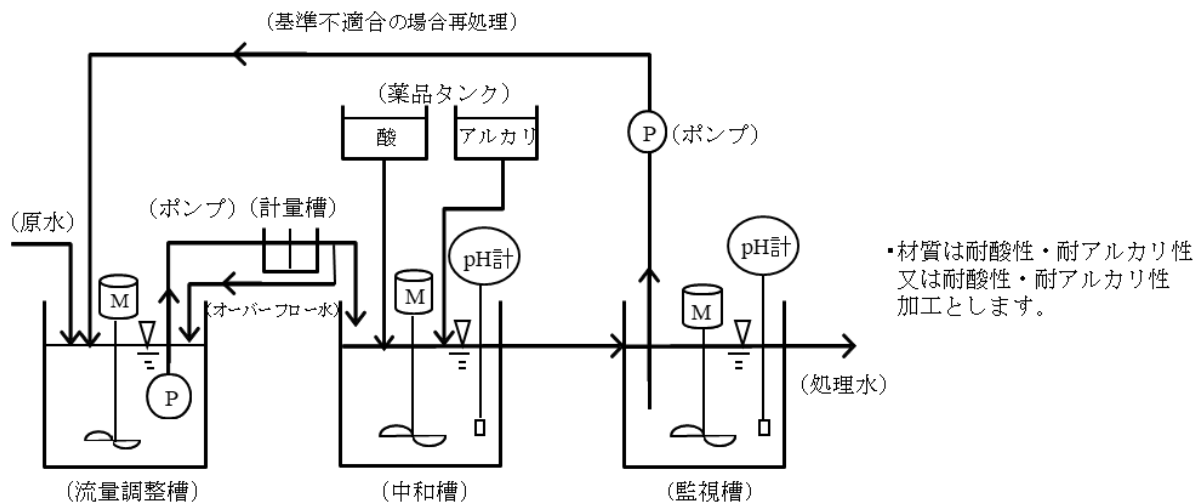 (基準不適合の場合再処理)
(薬品タンク)
酸
アルカリ
P
(ポンプ)
(原水)
(ポンプ)
(計量槽)
pH計
pH計
・材質は耐酸性・耐アルカリ性
又は耐酸性・耐アルカリ性
加工とします。
M
(オーバーフロー水)
M
M
P
(処理水)
(流量調整槽)
(中和槽)
(監視槽)